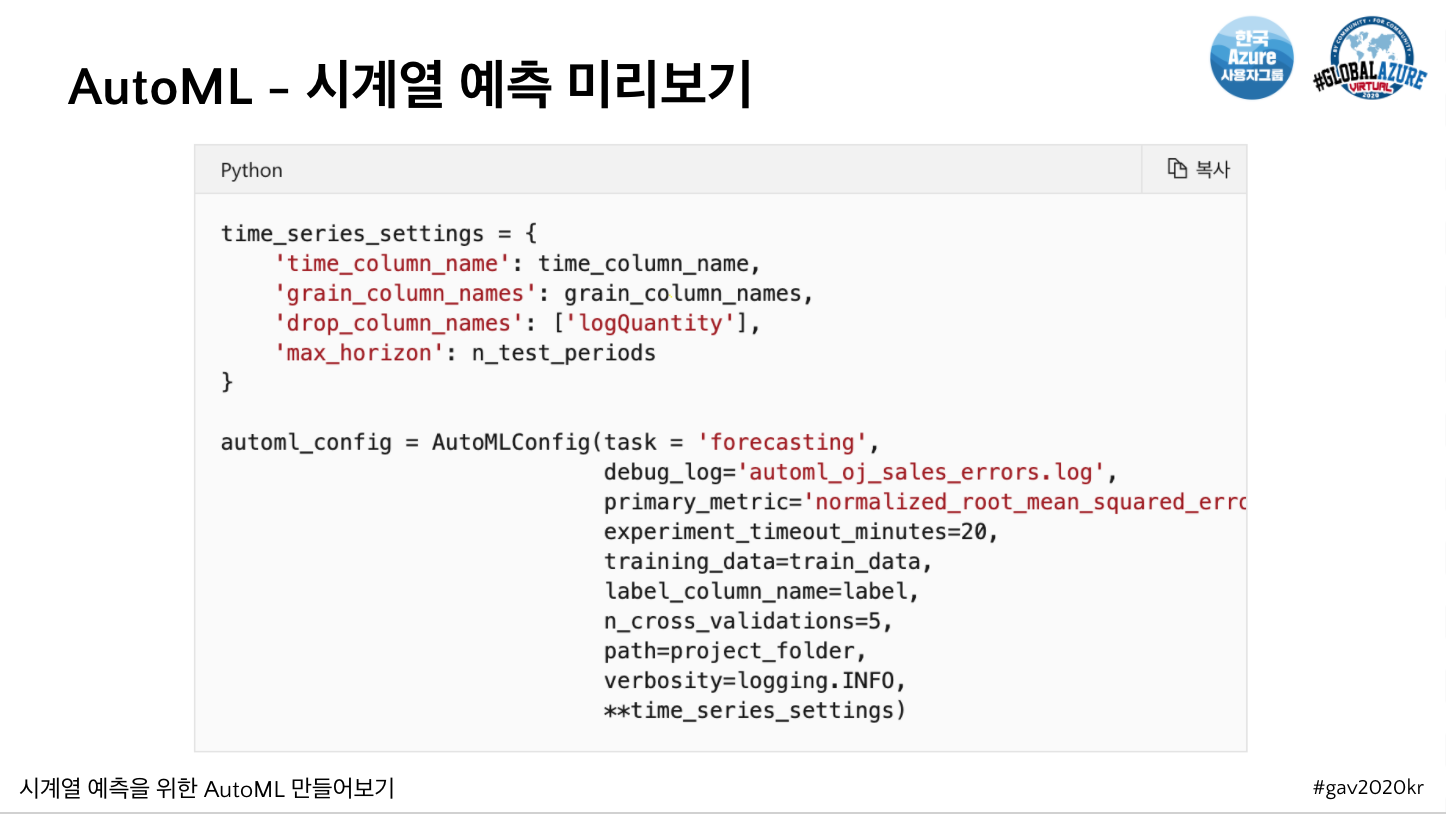 한국
Azure
사용자그룹
BY COMMUNITY • FOR COMMUNITY
#GLOBALAZURE
VIRTUAL
2020
AutoML – 시계열 예측 미리보기
Python
복사
time_series_settings = {
    'time_column_name': time_column_name,
    'grain_column_names': grain_column_names,
    'drop_column_names': ['logQuantity'],
    'max_horizon': n_test_periods
}
automl_config = AutoMLConfig(task = 'forecasting',
                             debug_log='automl_oj_sales_errors.log',
                             primary_metric='normalized_root_mean_squared_erro
                             experiment_timeout_minutes=20,
                             training_data=train_data,
                             label_column_name=label,
                             n_cross_validations=5,
                             path=project_folder,
                             verbosity=logging.INFO,
                             **time_series_settings)
시계열 예측을 위한 AutoML 만들어보기
#gav2020kr